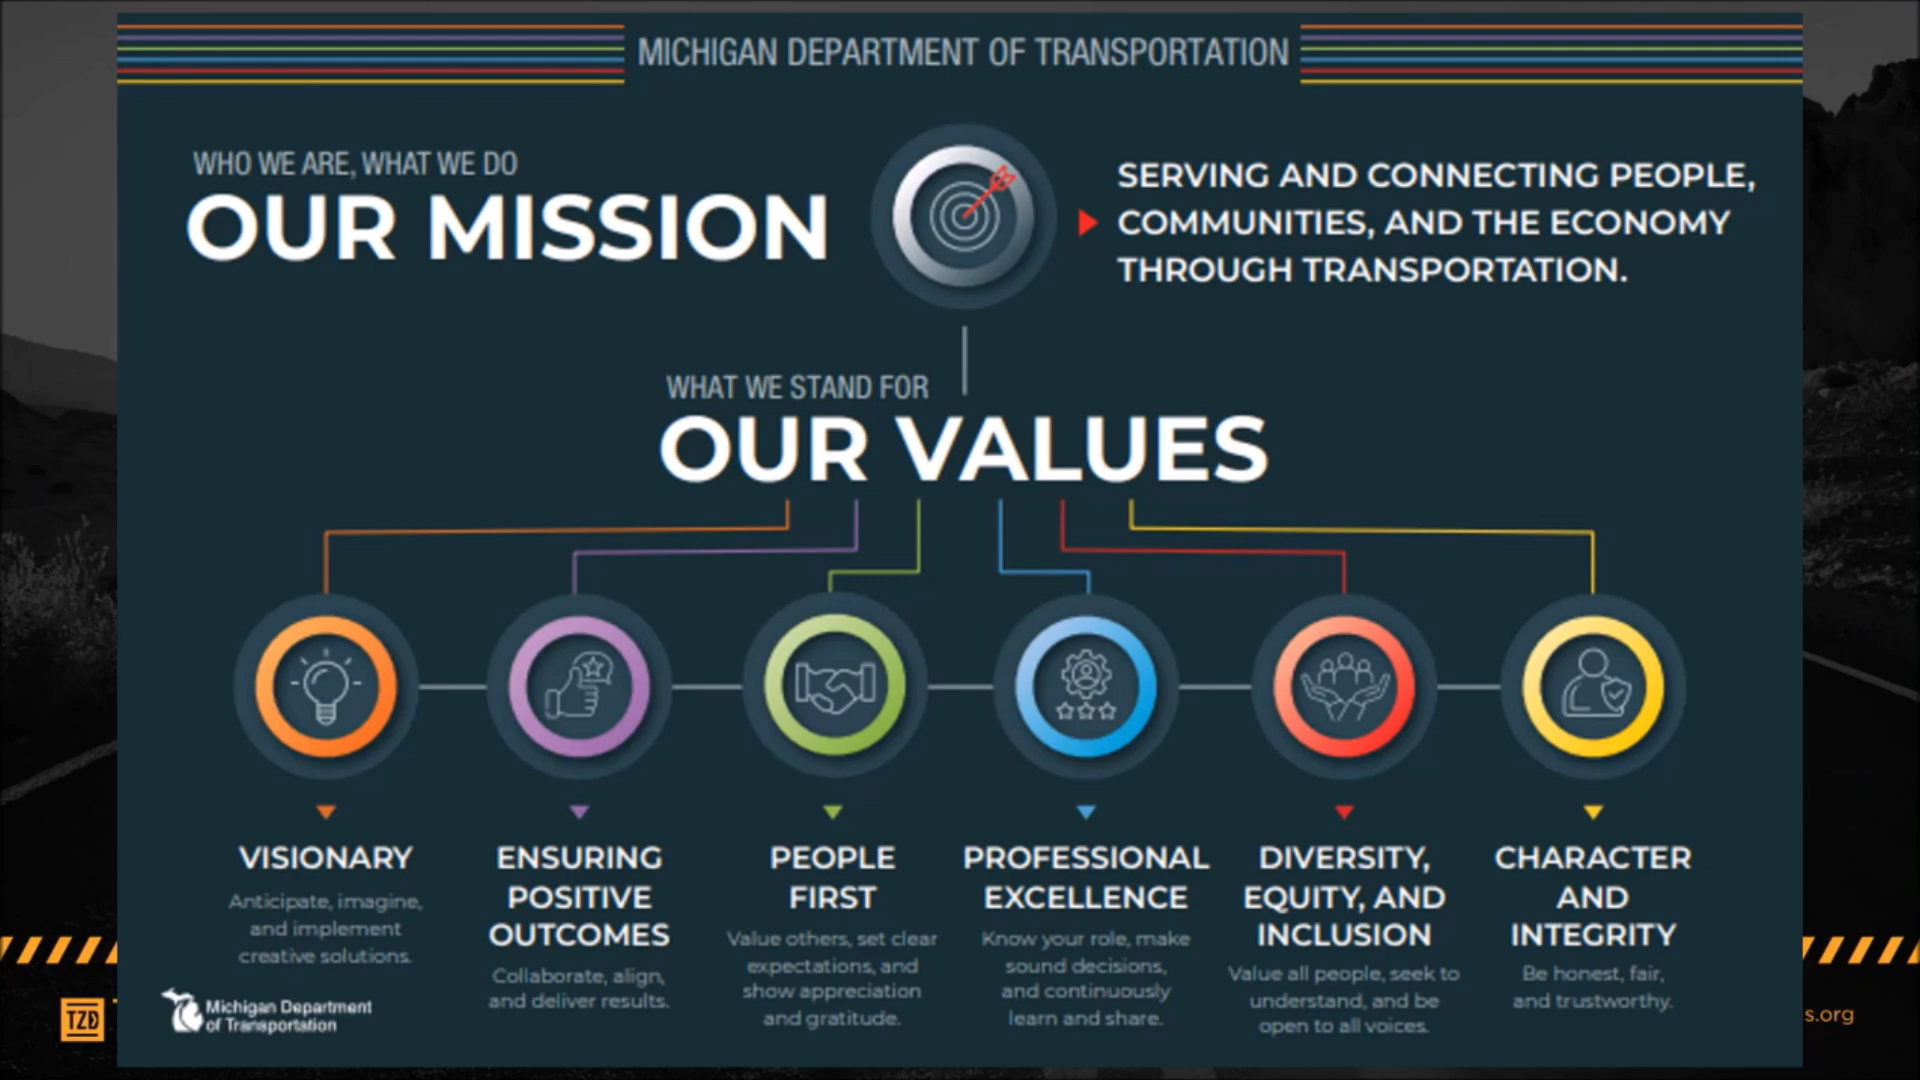 MICHIGAN DEPARTMENT OF TRANSPORTATION
WHO WE ARE, WHAT WE DO
OUR MISSION
SERVING AND CONNECTING PEOPLE,
COMMUNITIES, AND THE ECONOMY
THROUGH TRANSPORTATION.
WHAT WE STAND FOR
OUR VALUES
VISIONARY
Anticipate, imagine,
and implement
creative solutions.
ENSURING
POSITIVE
OUTCOMES
Collaborate, align,
and deliver results.
PEOPLE
FIRST
Value others, set clear
expectations, and
show appreciation
and gratitude.
PROFESSIONAL
EXCELLENCE
Know your role, make
sound decisions,
and continuously
learn and share.
DIVERSITY,
EQUITY, AND
INCLUSION
Value all people, seek to
understand, and be
open to all voices.
CHARACTER
AND
INTEGRITY
Be honest, fair,
and trustworthy.
TZD
Michigan Department
of Transportation
s.org